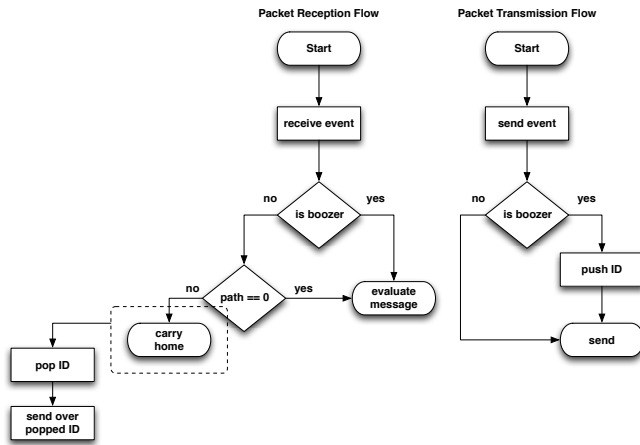 Packet Reception Flow
Packet Transmission Flow
Start
Start
receive event
send event
no
is boozer
yes
no
is boozer
yes
push ID
no
path == 0
yes
evaluate
message
carry
home
send
pop ID
send over
popped ID